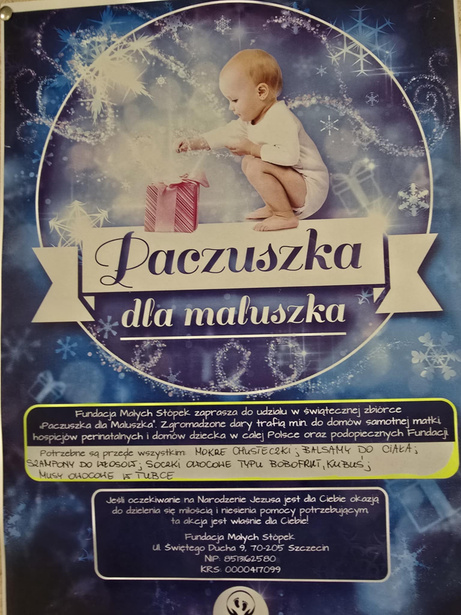 Paczuszka
dla maluszka
Fundacja Małych Stópek zaprasza do udziału w świątecznej zbiórce
„Paczuszka dla Maluszka”. Zgromadzone dary trafią min. do domów samotnej matki,
hospicjów perinatalnych i domów dziecka w całej Polsce oraz podopiecznych Fundacji.
Potrzebne są przede wszystkim: MOKRE CHUSTECZKI; BALSAMY DO CIAŁA;
SZAMPONY DO WŁOSÓW; SOCZKI OWOCOWE TYPU BOBOFRUT, KUBUŚ;
MUSY OWOCOWE W TUBCE
Jeśli oczekiwanie na Narodzenie Jezusa jest dla Ciebie okazją
do dzielenia się miłością i niesienia pomocy potrzebującym,
ta akcja jest właśnie dla Ciebie!
Fundacja Małych Stópek
Ul. Świętego Ducha 9, 70-205 Szczecin
NIP: 8513162580
KRS: 0000417099